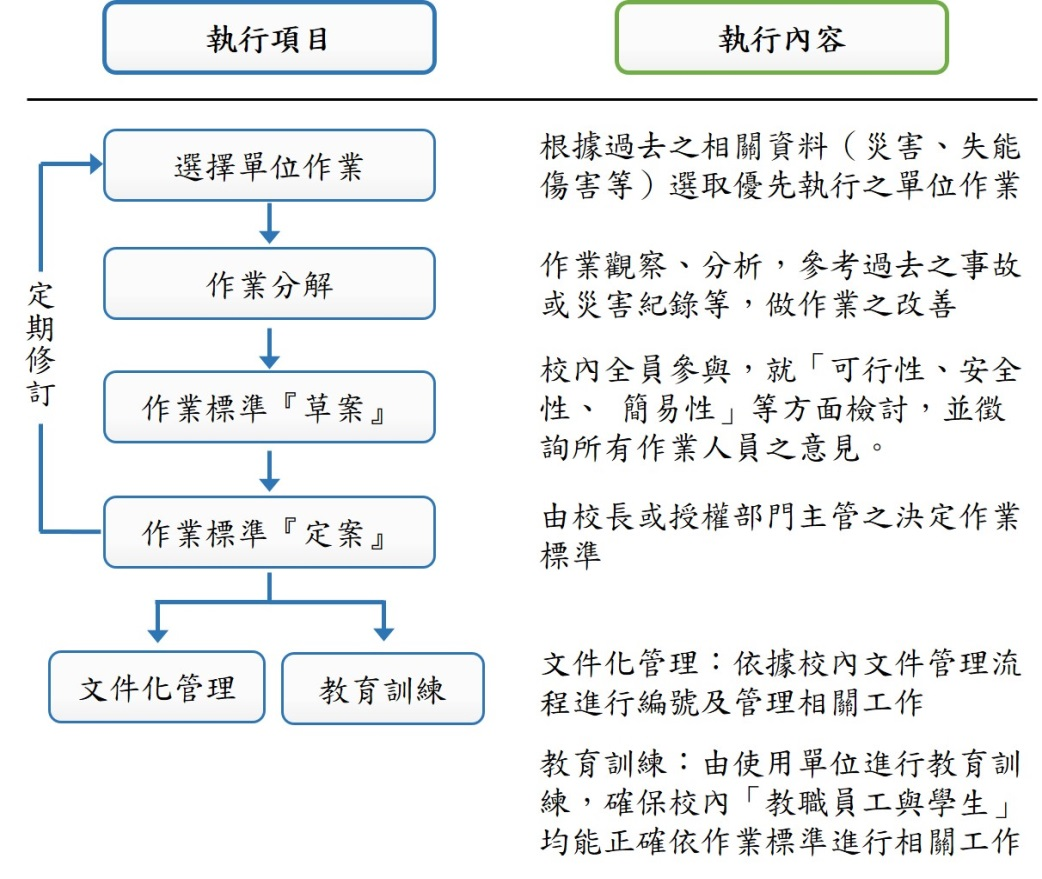 執行項目
執行內容
選擇單位作業
根據過去之相關資料（災害、失能
傷害等）選取優先執行之單位作業
作業分解
作業觀察、分析，參考過去之事故
或災害紀錄等，做作業之改善
定期修訂
作業標準『草案』
校內全員參與，就「可行性、安全
性、 簡易性」等方面檢討，並徵
詢所有作業人員之意見。
作業標準『定案』
由校長或授權部門主管之決定作業
標準
文件化管理
教育訓練
文件化管理：依據校內文件管理流
程進行編號及管理相關工作
教育訓練：由使用單位進行教育訓
練，確保校內「教職員工與學生」
均能正確依作業標準進行相關工作